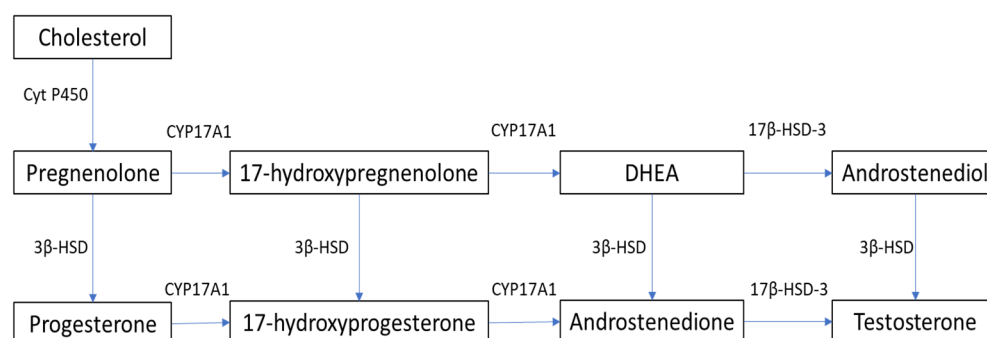 Cholesterol
Cyt P450
CYP17A1 CYP17A1 17β-HSD-3
Pregnenolone 17-hydroxypregnenolone DHEA Androstenediol
3β-HSD 3β-HSD 3β-HSD 3β-HSD
CYP17A1 CYP17A1 17β-HSD-3
Progesterone 17-hydroxyprogesterone Androstenedione Testosterone